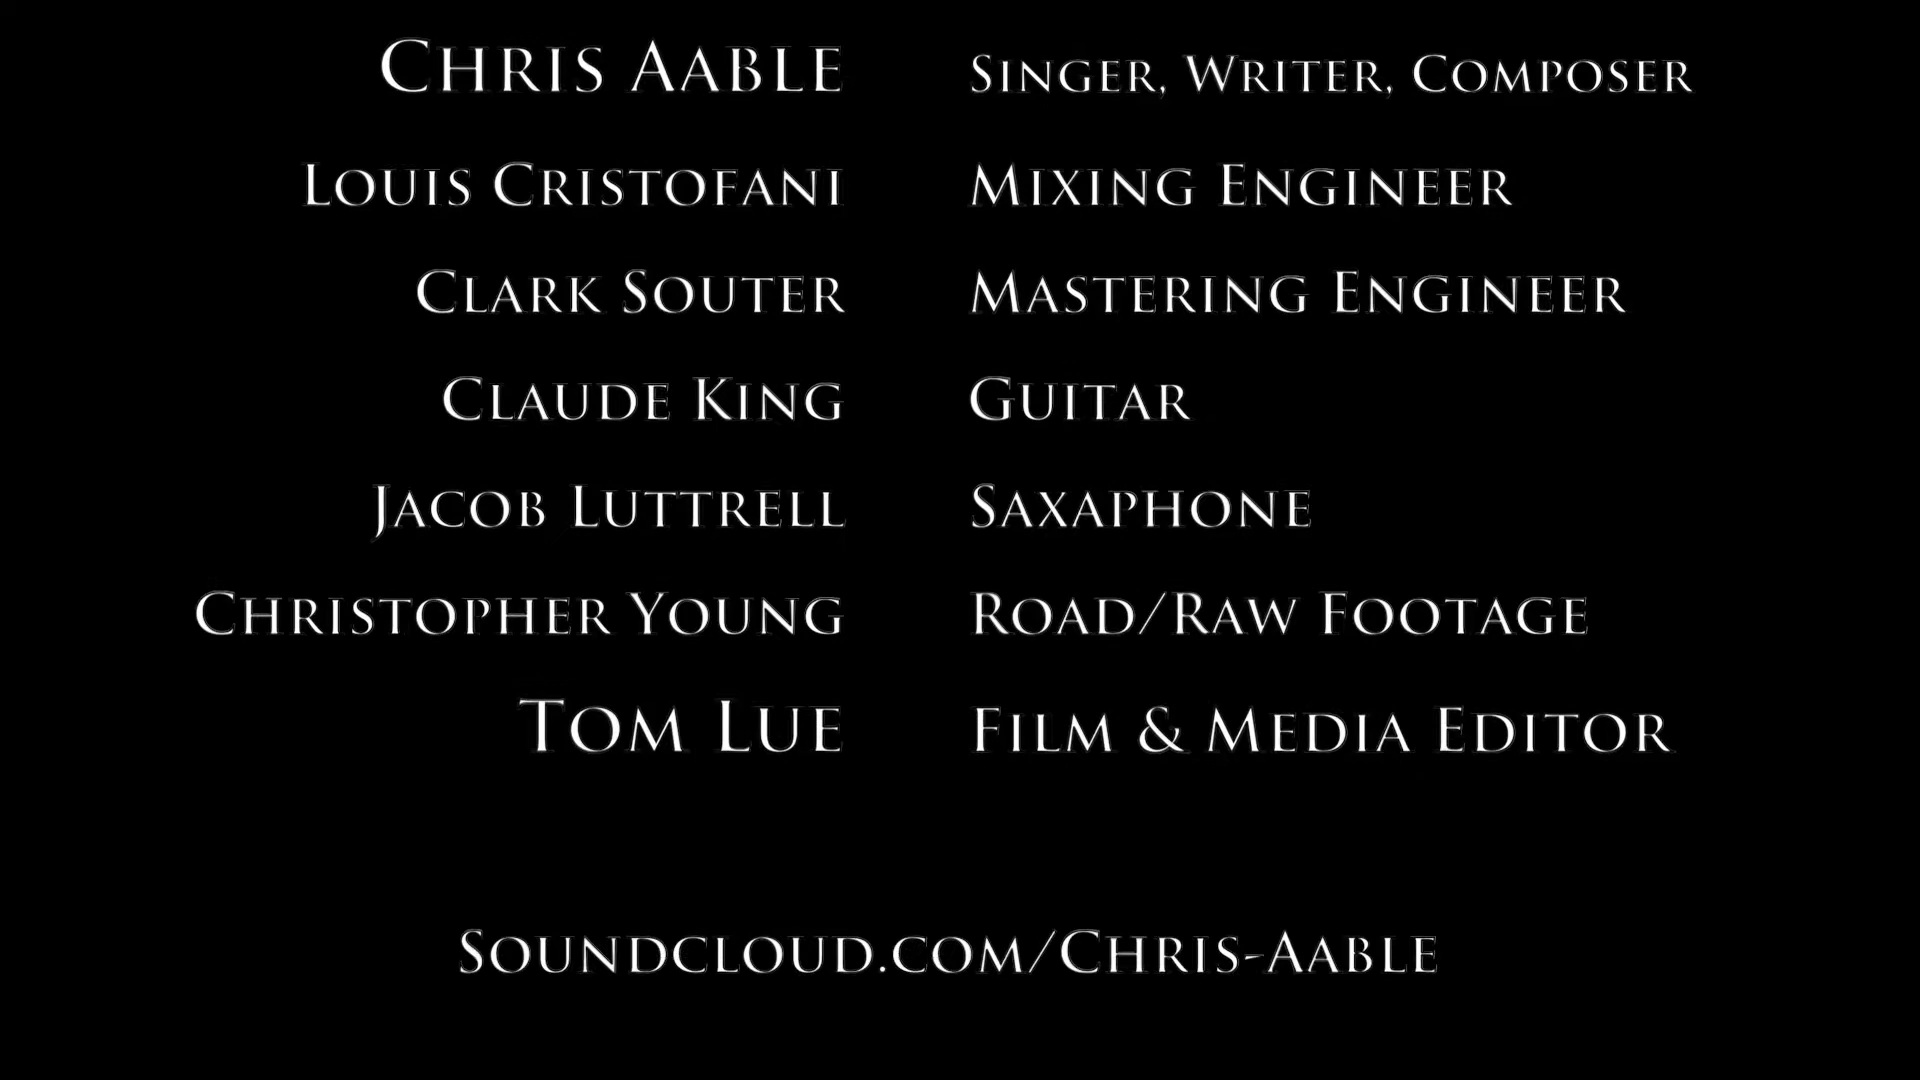 Chris Aable Singer, Writer, Composer
Louis Cristofani Mixing Engineer
Clark Souter Mastering Engineer
Claude King Guitar
Jacob Luttrell Saxaphone
Christopher Young Road/Raw Footage
Tom Lue Film & Media Editor
Soundcloud.com/Chris-Aable